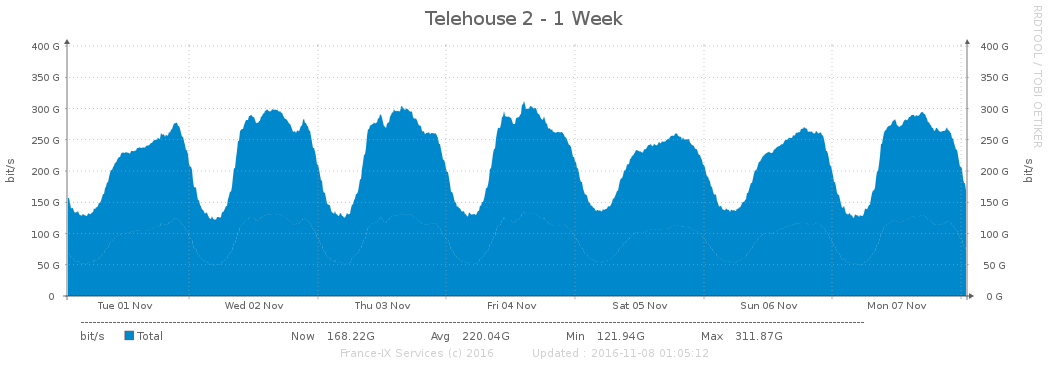 Telehouse 2 - 1 Week
RRDTOOL / TOBI OETIKER
400 G 400 G
350 G 350 G
300 G 300 G
250 G 250 G
200 G 200 G
150 G 150 G
100 G 100 G
50 G 50 G
0 0 G
bit/s bit/s
Tue 01 Nov Wed 02 Nov Thu 03 Nov Fri 04 Nov Sat 05 Nov Sun 06 Nov Mon 07 Nov
bit/s Total Now 168.22G Avg 220.04G Min 121.94G Max 311.87G
France-IX Services (c) 2016 Updated : 2016-11-08 01:05:12